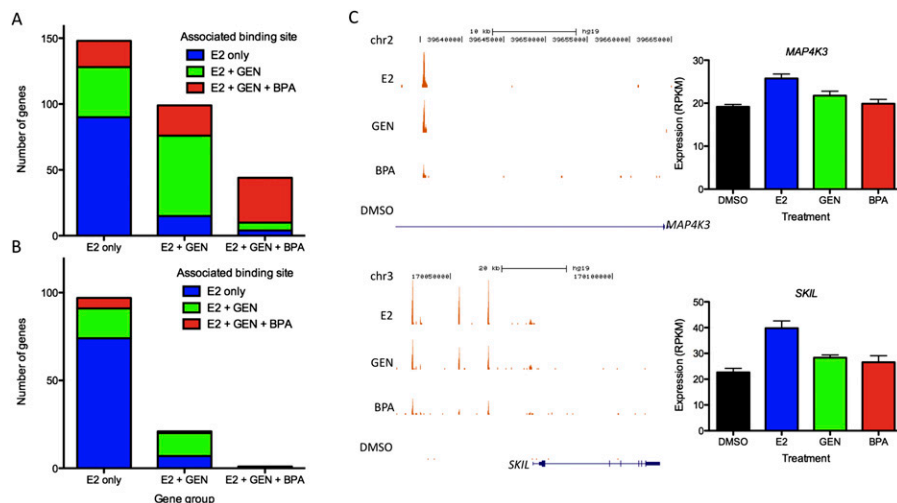 A
Associated binding site
E2 only
E2 + GEN
E2 + GEN + BPA
150
100
50
0
Number of genes
E2 only
E2 + GEN
E2 + GEN + BPA
B
Associated binding site
E2 only
E2 + GEN
E2 + GEN + BPA
100
50
0
Number of genes
E2 only
E2 + GEN
E2 + GEN + BPA
Gene group
C
10 kb
hg19
chr2
39640000
39645000
39650000
39655000
39660000
39665000
E2
GEN
BPA
DMSO
MAP4K3
MAP4K3
30
20
10
0
Expression (RPKM)
DMSO
E2
GEN
BPA
Treatment
20 kb
hg19
chr3
170050000
170100000
E2
GEN
BPA
DMSO
SKIL
SKIL
50
40
30
20
10
0
Expression (RPKM)
DMSO
E2
GEN
BPA
Treatment